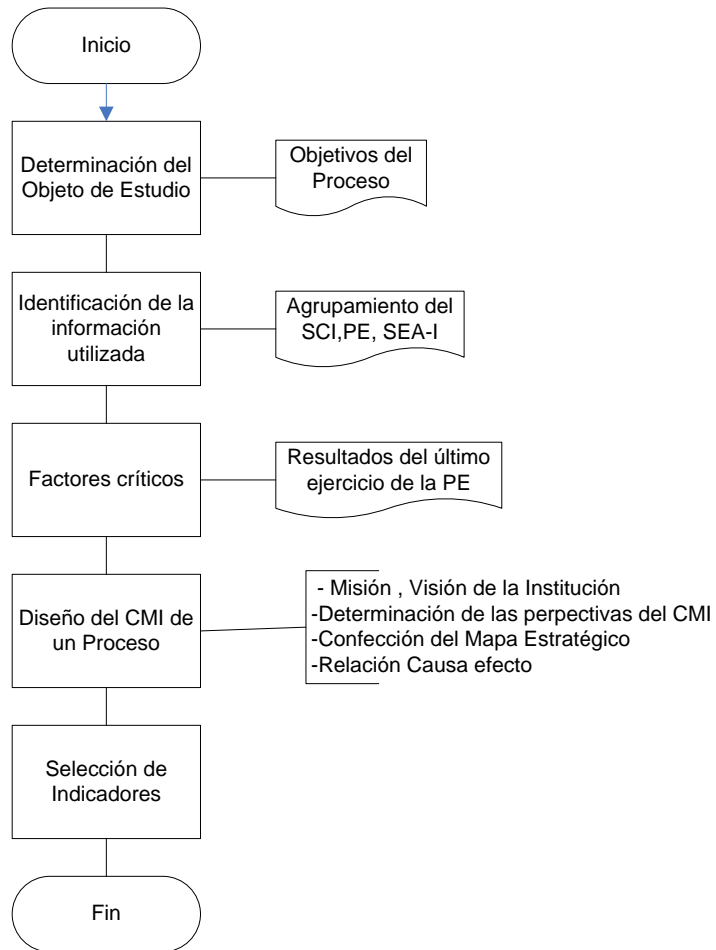 Inicio
Determinación del
Objeto de Estudio
Objetivos del
Proceso
Identificación de la
información
utilizada
Agrupamiento del
SCI,PE, SEA-I
Factores críticos
Resultados del último
ejercicio de la PE
Diseño del CMI de
un Proceso
- Misión , Visión de la Institución
-Determinación de las perpectivas del CMI
-Confección del Mapa Estratégico
-Relación Causa efecto
Selección de
Indicadores
Fin